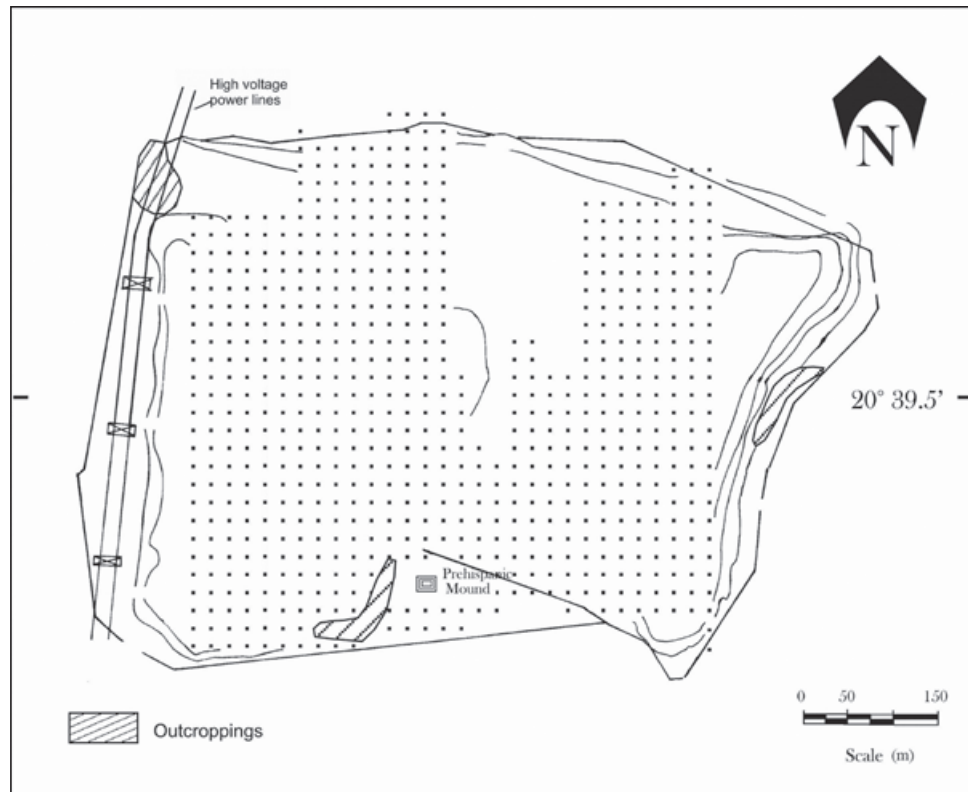 High voltage
power lines
N
20° 39.5'
Prehispanic
Mound
0 50 150
Scale (m)
Outcroppings